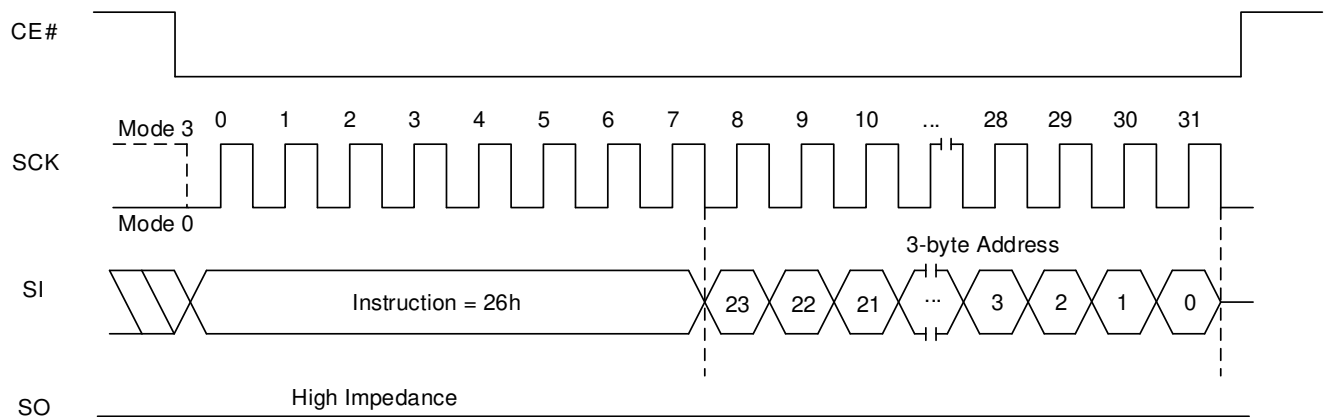 CE#
Mode 3
0 1 2 3 4 5 6 7 8 9 10 ... 28 29 30 31
SCK
Mode 0
3-byte Address
SI
Instruction = 26h
23 22 21 ... 3 2 1 0
High Impedance
SO